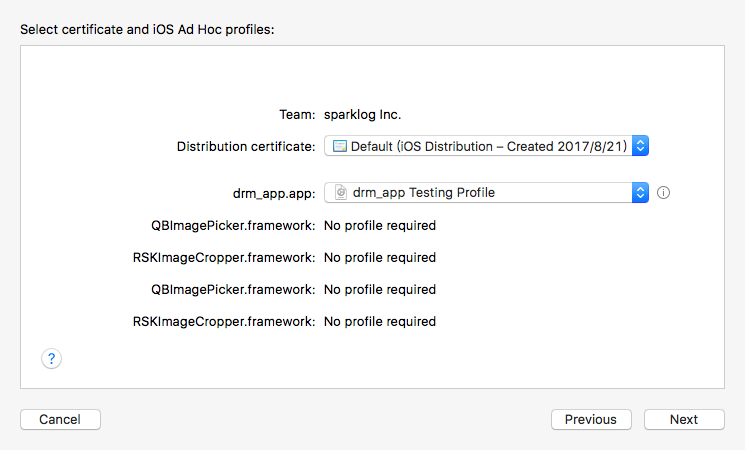 Select certificate and iOS Ad Hoc profiles:
Team: sparklog Inc.
Distribution certificate: Default (iOS Distribution – Created 2017/8/21)
drm_app.app: drm_app Testing Profile
QBImagePicker.framework: No profile required
RSKImageCropper.framework: No profile required
QBImagePicker.framework: No profile required
RSKImageCropper.framework: No profile required
?
Cancel Previous Next